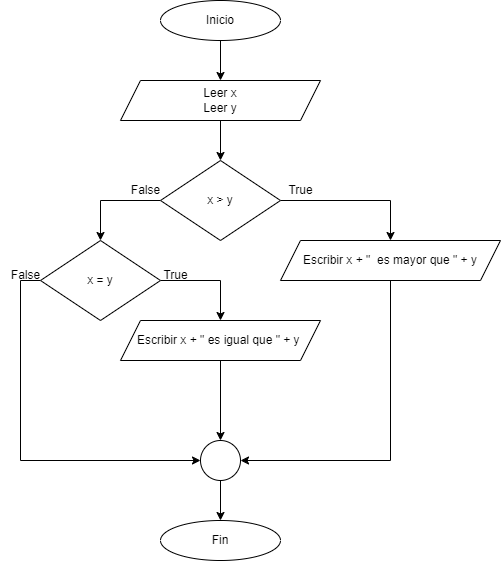 Inicio
Leer x
Leer y
False
x > y
True
Escribir x + "  es mayor que " + y
False
x = y
True
Escribir x + " es igual que " + y
Fin